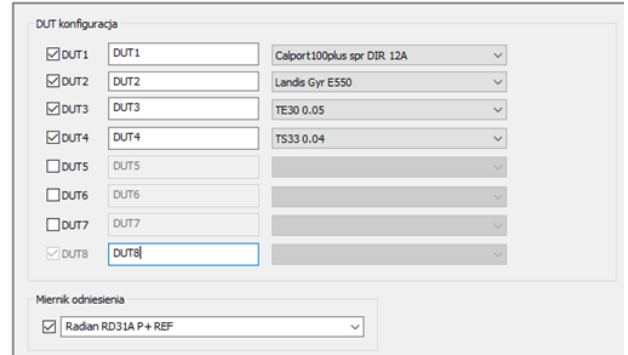 DUT konfiguracja
DUT1 DUT1 Calport100plus spr DIR 12A
DUT2 DUT2 Landis Gyr E550
DUT3 DUT3 TE30 0.05
DUT4 DUT4 TS33 0.04
DUT5 DUT5
DUT6 DUT6
DUT7 DUT7
DUT8 DUT8
Miernik odniesienia
Radian RD31A P+REF